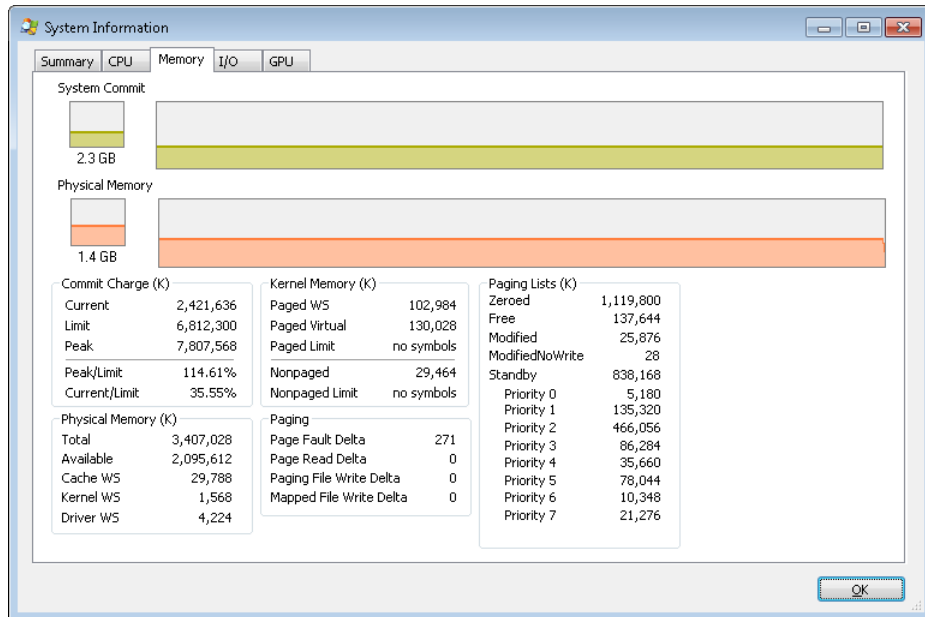 System Information
Summary CPU Memory I/O GPU
System Commit
2.3 GB
Physical Memory
1.4 GB
Commit Charge (K)
Current 2,421,636
Limit 6,812,300
Peak 7,807,568
Peak/Limit 114.61%
Current/Limit 35.55%
Physical Memory (K)
Total 3,407,028
Available 2,095,612
Cache WS 29,788
Kernel WS 1,568
Driver WS 4,224
Kernel Memory (K)
Paged WS 102,984
Paged Virtual 130,028
Paged Limit no symbols
Nonpaged 29,464
Nonpaged Limit no symbols
Paging
Page Fault Delta 271
Page Read Delta 0
Paging File Write Delta 0
Mapped File Write Delta 0
Paging Lists (K)
Zeroed 1,119,800
Free 137,644
Modified 25,876
ModifiedNoWrite 28
Standby 838,168
Priority 0 5,180
Priority 1 135,320
Priority 2 466,056
Priority 3 86,284
Priority 4 35,660
Priority 5 78,044
Priority 6 10,348
Priority 7 21,276
OK